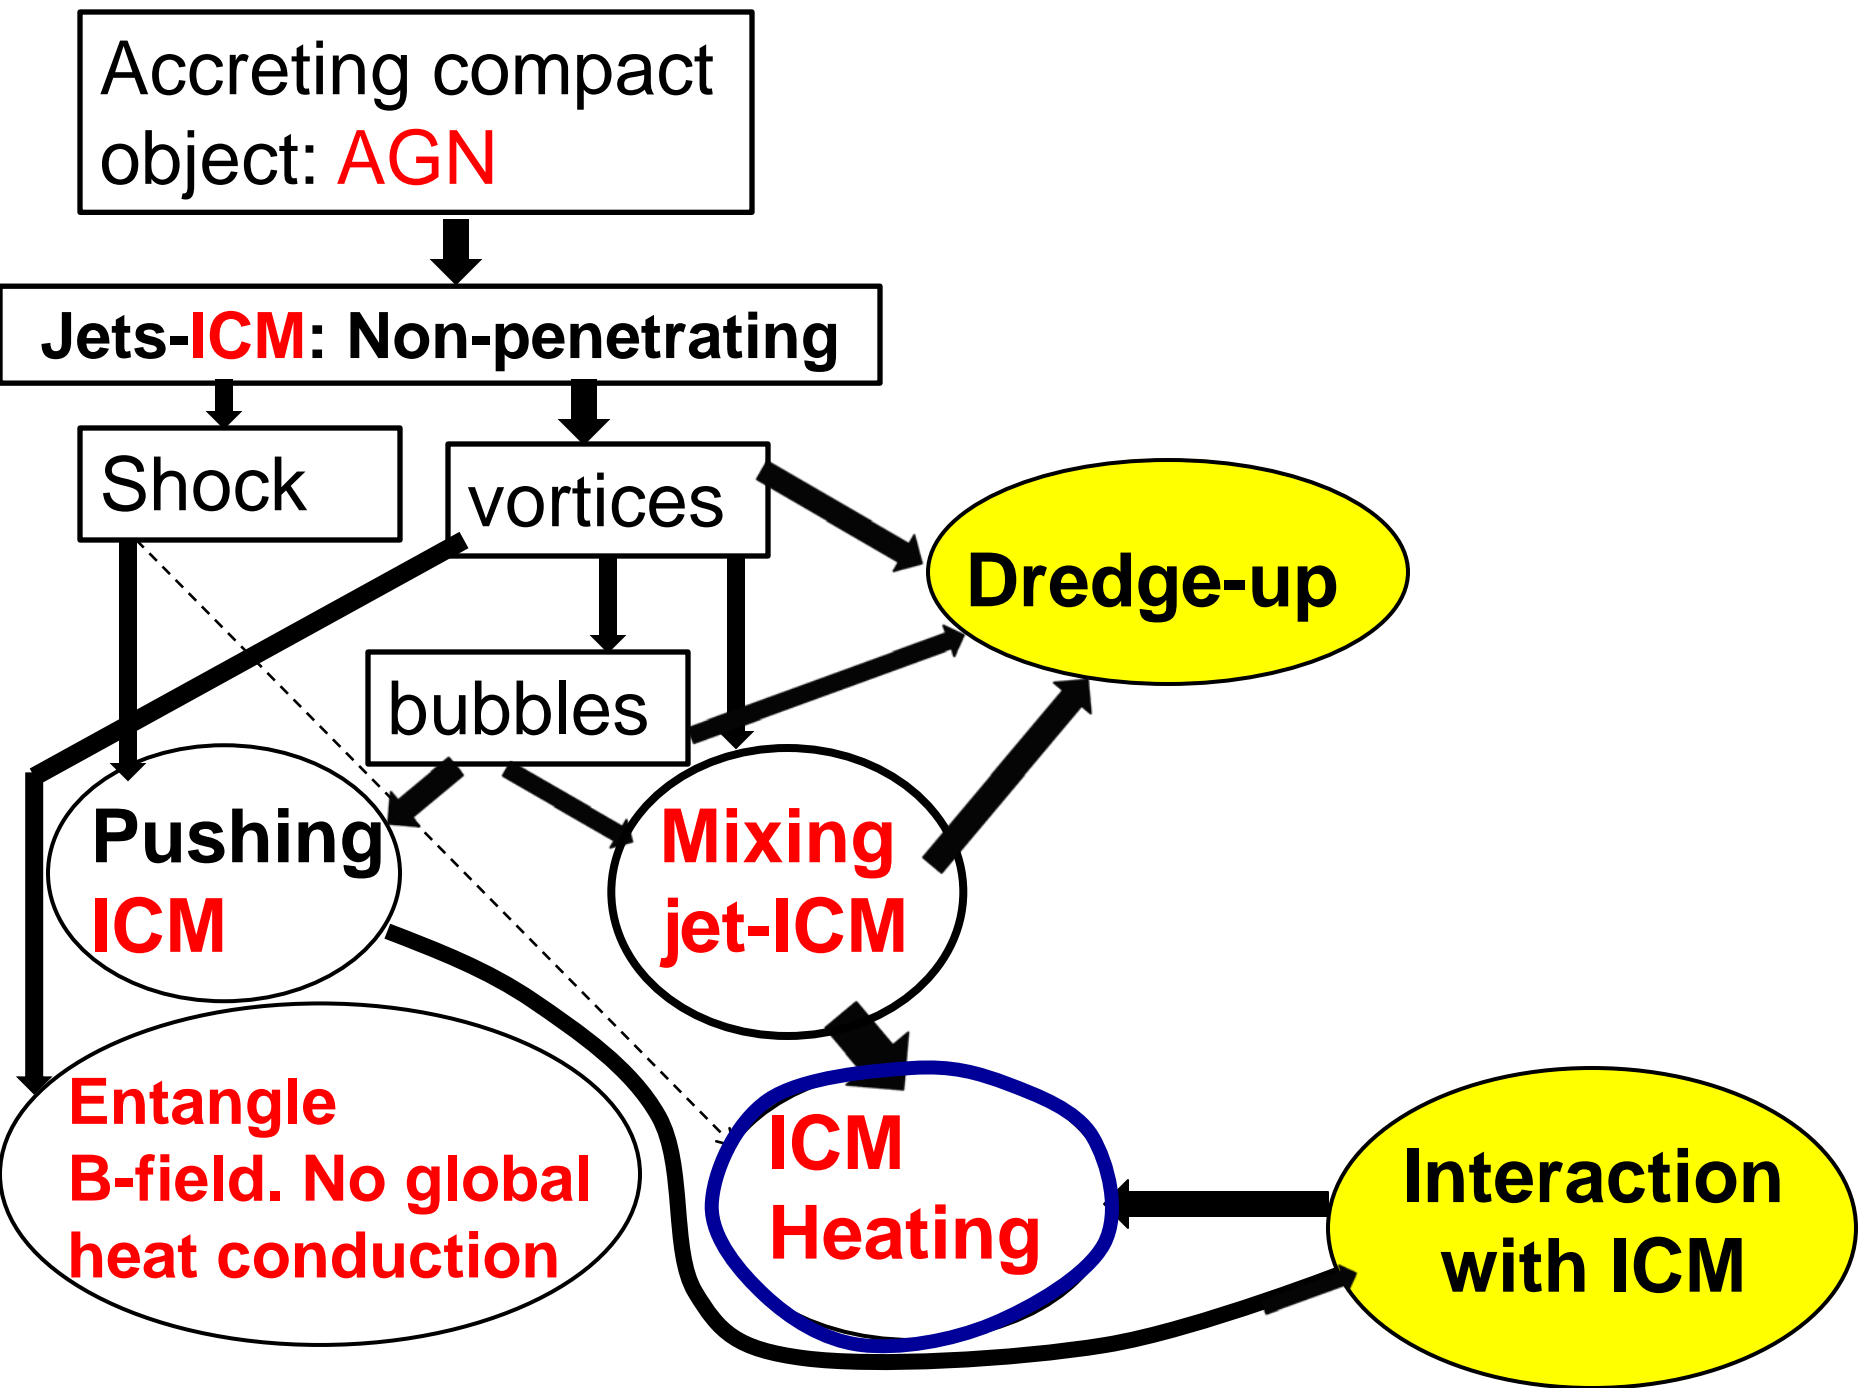 Accreting compact
object: AGN
Jets-ICM: Non-penetrating
Shock
vortices
Dredge-up
bubbles
Pushing
ICM
Mixing
jet-ICM
Entangle
B-field. No global
heat conduction
ICM
Heating
Interaction
with ICM